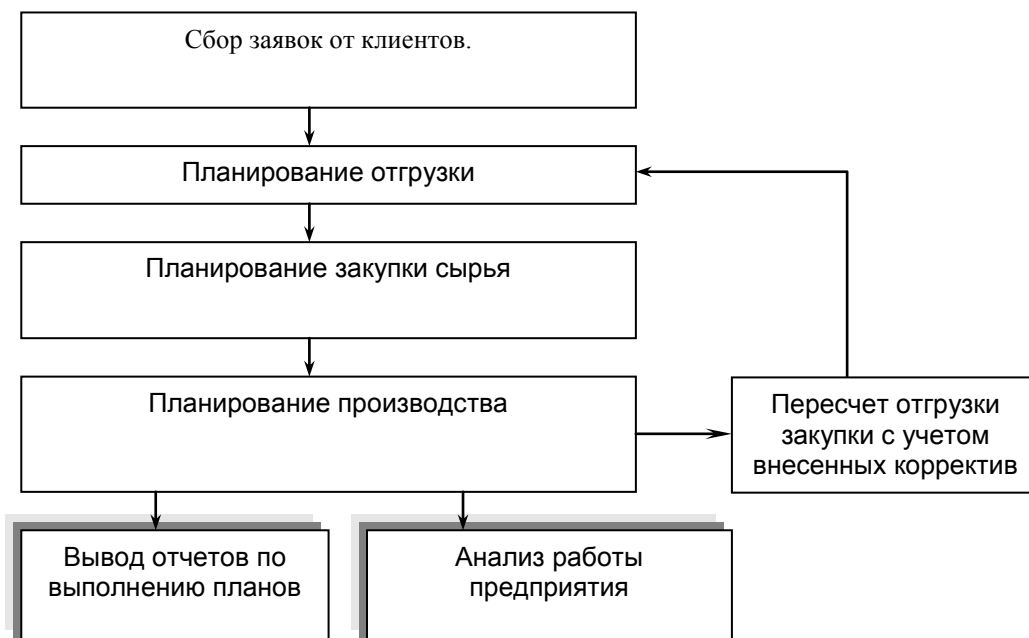 Сбор заявок от клиентов.
Планирование отгрузки
Планирование закупки сырья
Планирование производства
Пересчет отгрузки
закупки с учетом
внесенных корректив
Вывод отчетов по
выполнению планов
Анализ работы
предприятия